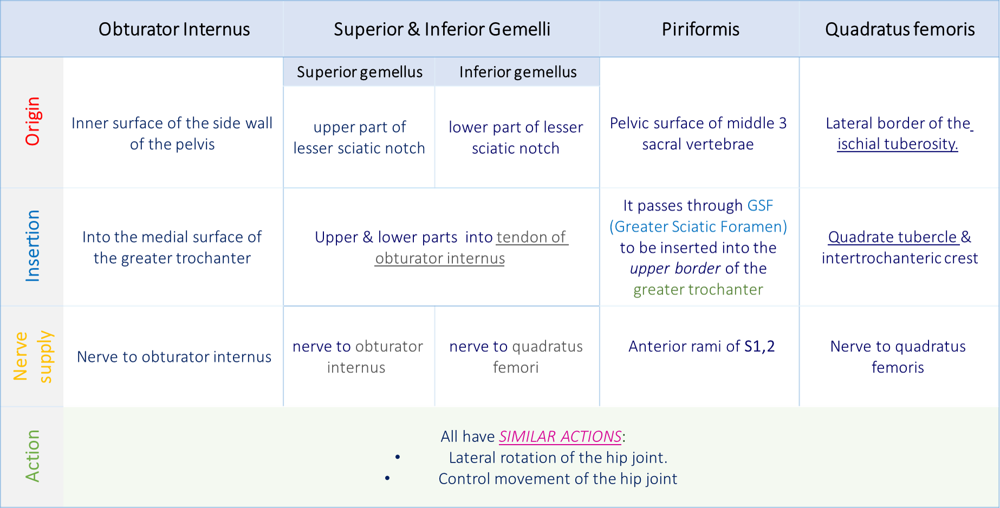 Obturator Internus
Superior & Inferior Gemelli
Piriformis
Quadratus femoris
Origin
Superior gemellus
Inferior gemellus
Inner surface of the side wall
of the pelvis
upper part of
lesser sciatic notch
lower part of lesser
sciatic notch
Pelvic surface of middle 3
sacral vertebrae
Lateral border of the
ischial tuberosity.
Insertion
Into the medial surface of
the greater trochanter
Upper & lower parts into tendon of
obturator internus
It passes through GSF
(Greater Sciatic Foramen)
to be inserted into the
upper border of the
greater trochanter
Quadrate tubercle &
intertrochanteric crest
Nerve
supply
Nerve to obturator internus
nerve to obturator
internus
nerve to quadratus
femori
Anterior rami of S1,2
Nerve to quadratus
femoris
Action
All have SIMILAR ACTIONS:
• Lateral rotation of the hip joint.
• Control movement of the hip joint